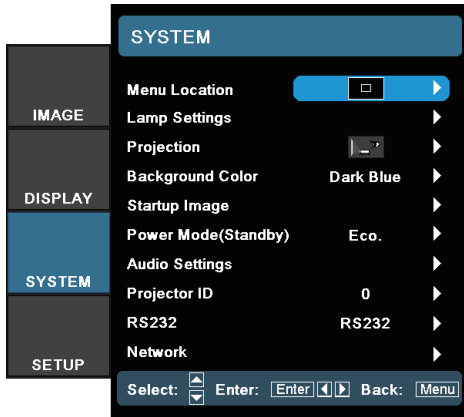 SYSTEM
IMAGE
DISPLAY
SYSTEM
SETUP
Menu Location
Lamp Settings
Projection
Background Color Dark Blue
Startup Image
Power Mode(Standby) Eco.
Audio Settings
Projector ID 0
RS232 RS232
Network
Select: Enter: Enter Back: Menu